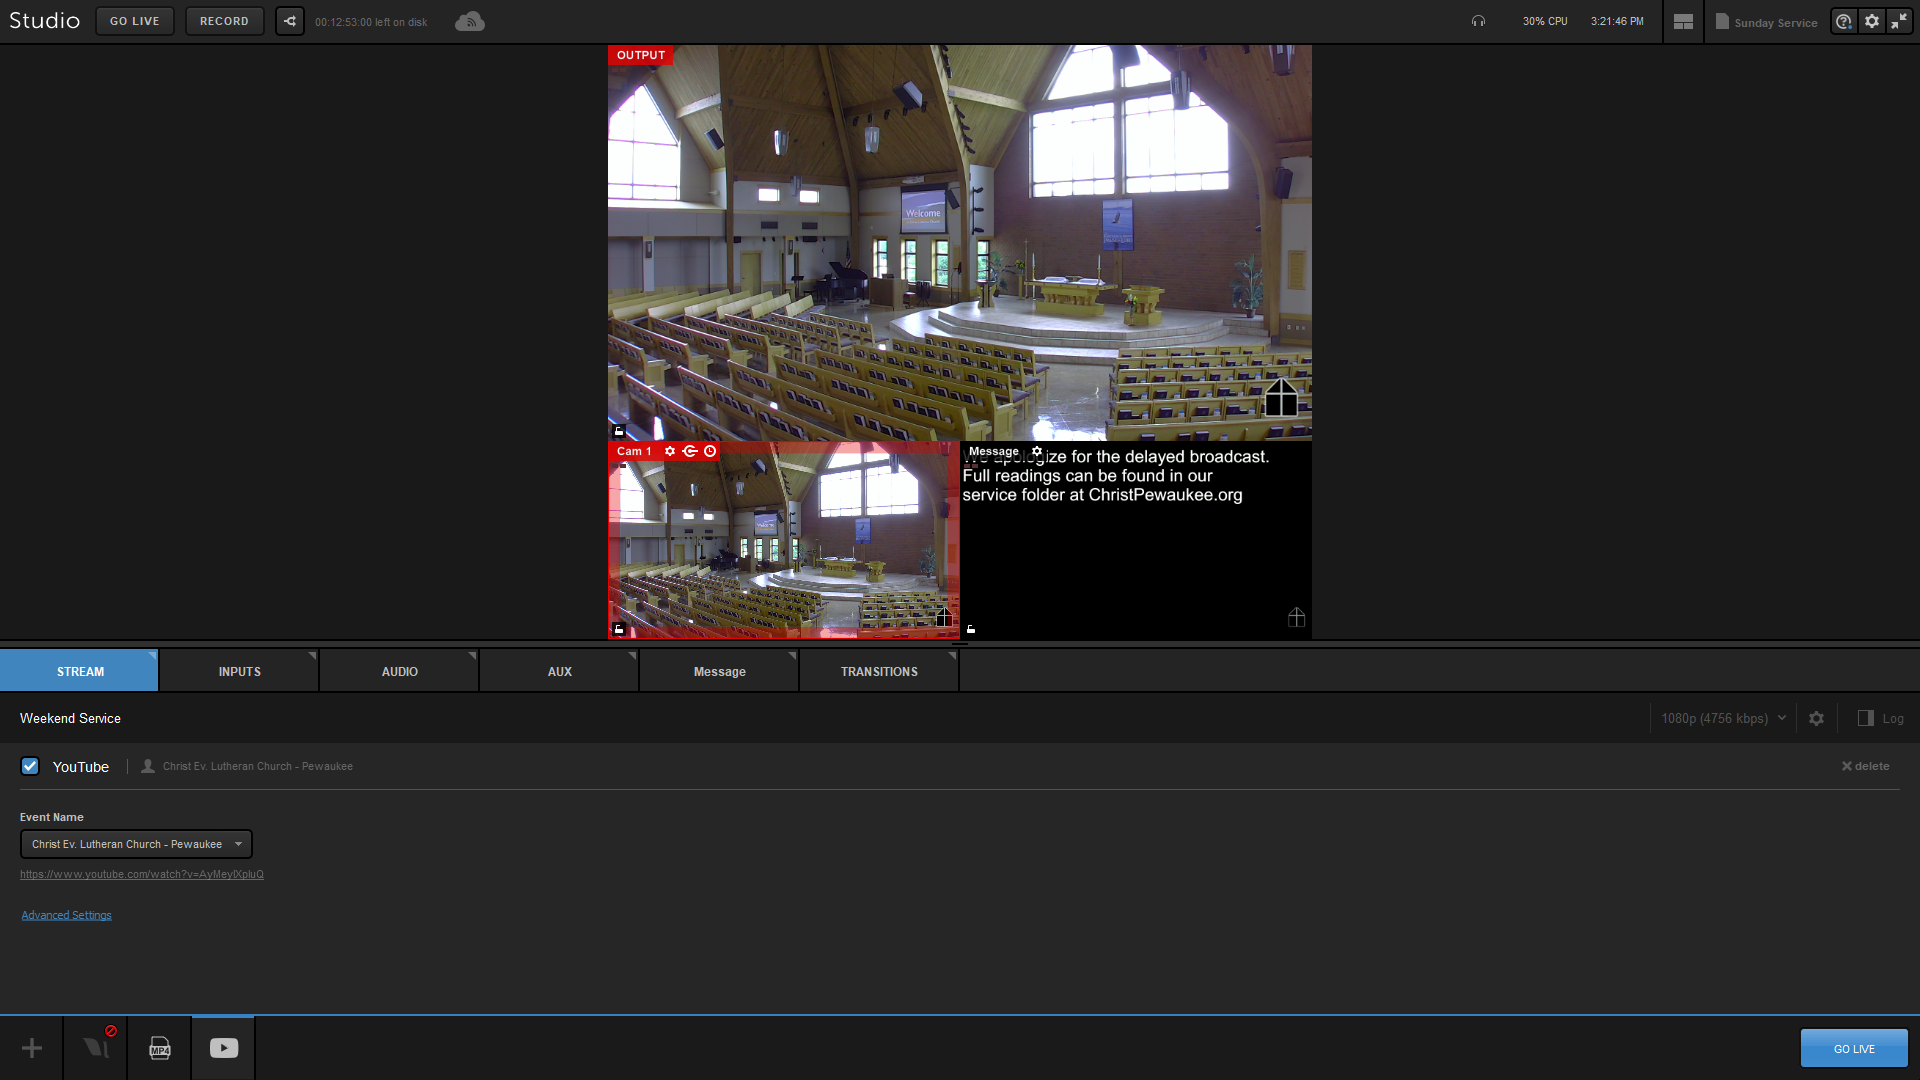 Studio
GO LIVE
RECORD
00:12:53:00 left on disk
30% CPU
3:21:46 PM
Sunday Service
OUTPUT
Welcome
Cam 1
Message
We apologize for the delayed broadcast.
Full readings can be found in our
service folder at ChristPewaukee.org
STREAM
INPUTS
AUDIO
AUX
Message
TRANSITIONS
Weekend Service
1080p (4756 kbps)
Log
YouTube
Christ Ev. Lutheran Church - Pewaukee
delete
Event Name
Christ Ev. Lutheran Church - Pewaukee
https://www.youtube.com/watch?v=AyMeylXpluQ
Advanced Settings
MP4
GO LIVE